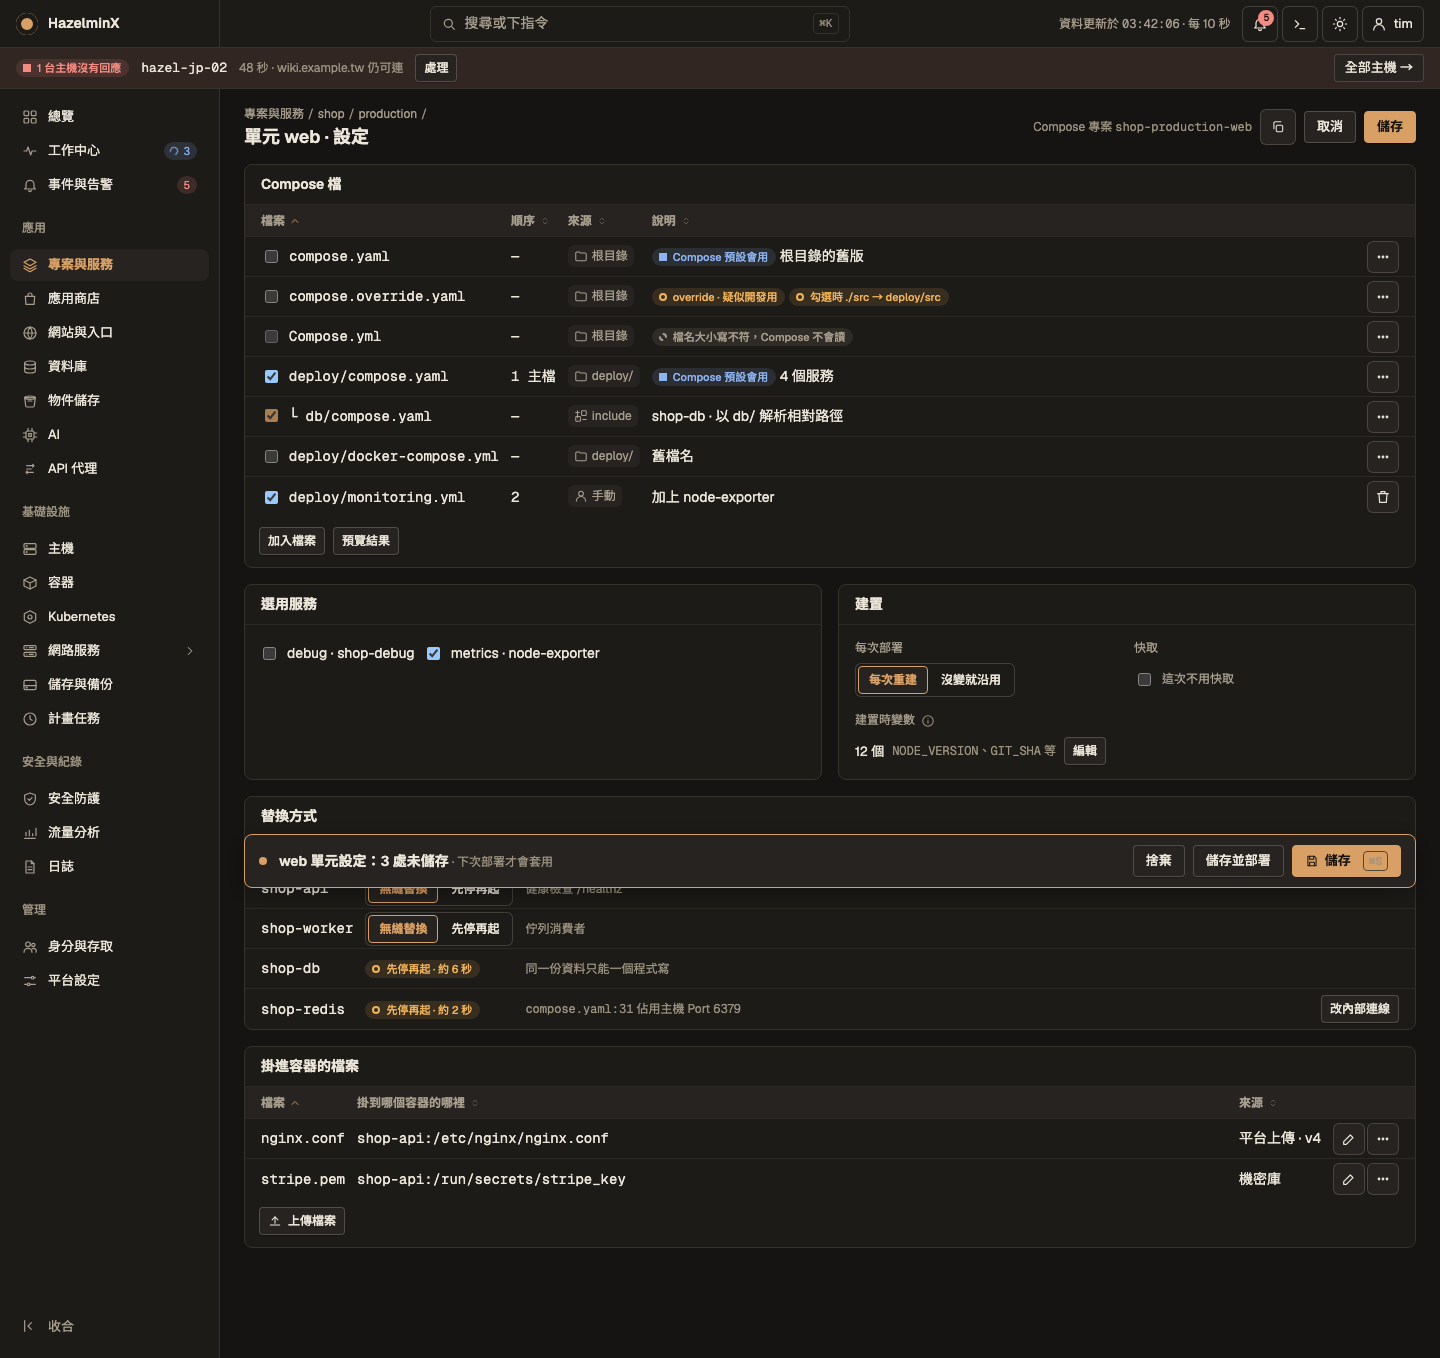 HazelminX
搜尋或下指令
⌘K
資料更新於 03:42:06 · 每 10 秒
5
tim
1 台主機沒有回應
hazel-jp-02
48 秒 · wiki.example.tw 仍可連
處理
全部主機 →
總覽
工作中心
3
事件與告警
5
應用
專案與服務
應用商店
網站與入口
資料庫
物件儲存
AI
API 代理
基礎設施
主機
容器
Kubernetes
網路服務
儲存與備份
計畫任務
安全與紀錄
安全防護
流量分析
日誌
管理
身分與存取
平台設定
收合
專案與服務 / shop / production /
單元 web · 設定
Compose 專案 shop-production-web
取消
儲存
Compose 檔
檔案 順序 來源 說明
compose.yaml — 根目錄 Compose 預設會用 根目錄的舊版
compose.override.yaml — 根目錄 override · 疑似開發用 勾選時 ./src → deploy/src
Compose.yml — 根目錄 檔名大小寫不符，Compose 不會讀
deploy/compose.yaml 1 主檔 deploy/ Compose 預設會用 4 個服務
└ db/compose.yaml — include shop-db · 以 db/ 解析相對路徑
deploy/docker-compose.yml — deploy/ 舊檔名
deploy/monitoring.yml 2 手動 加上 node-exporter
加入檔案 預覽結果
選用服務
debug · shop-debug metrics · node-exporter
建置
每次部署 快取
每次重建 沒變就沿用 這次不用快取
建置時變數
12 個 NODE_VERSION、GIT_SHA 等 編輯
替換方式
web 單元設定：3 處未儲存 · 下次部署才會套用
捨棄 儲存並部署 儲存 ⌘S
shop-api 無縫替換 先停再起 健康檢查 /healthz
shop-worker 無縫替換 先停再起 佇列消費者
shop-db 先停再起 · 約 6 秒 同一份資料只能一個程式寫
shop-redis 先停再起 · 約 2 秒 compose.yaml:31 佔用主機 Port 6379 改內部連線
掛進容器的檔案
檔案 掛到哪個容器的哪裡 來源
nginx.conf shop-api:/etc/nginx/nginx.conf 平台上傳 · v4
stripe.pem shop-api:/run/secrets/stripe_key 機密庫
上傳檔案